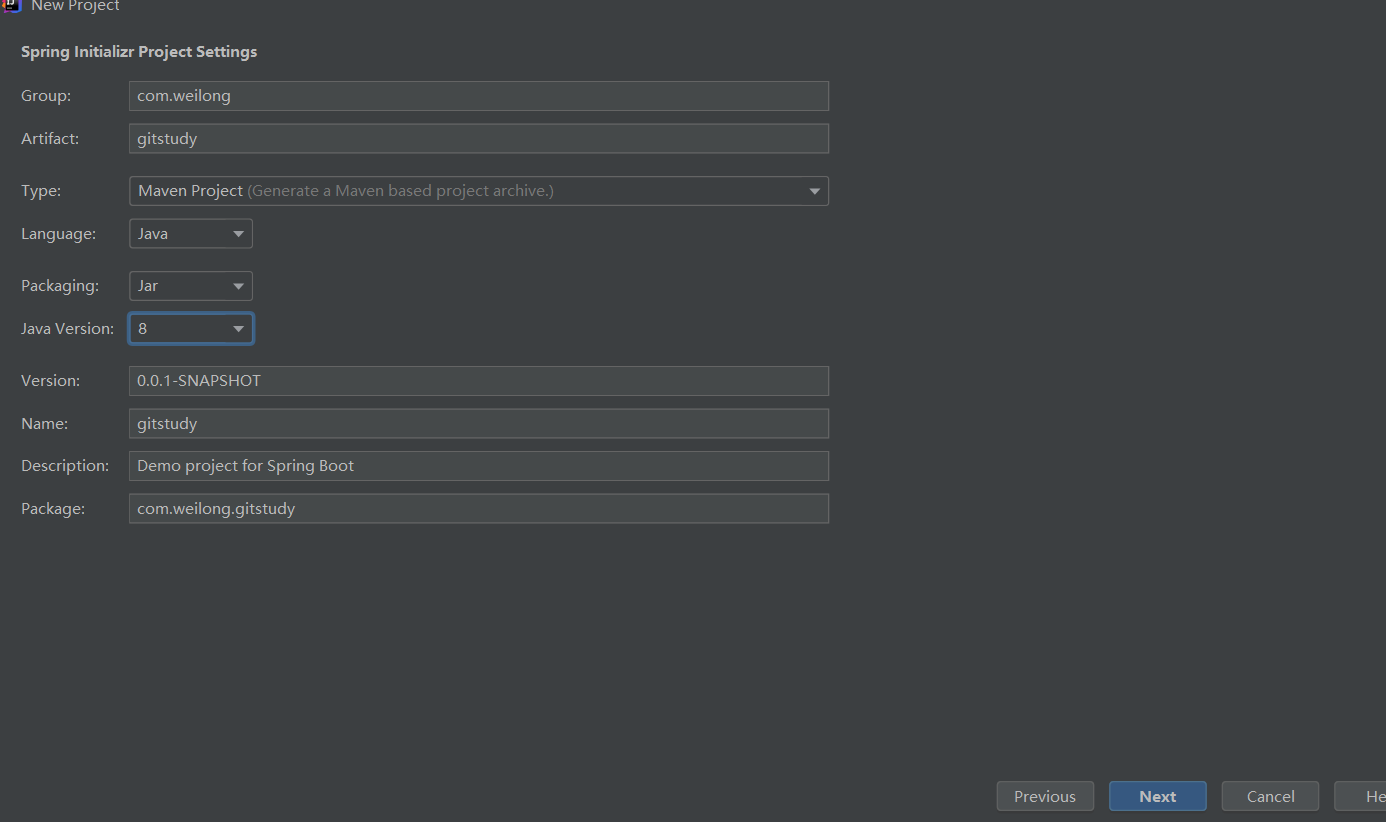 New Project
Spring Initializr Project Settings
Group: com.weilong
Artifact: gitstudy
Type: Maven Project (Generate a Maven based project archive.)
Language: Java
Packaging: Jar
Java Version: 8
Version: 0.0.1-SNAPSHOT
Name: gitstudy
Description: Demo project for Spring Boot
Package: com.weilong.gitstudy
Previous Next Cancel He